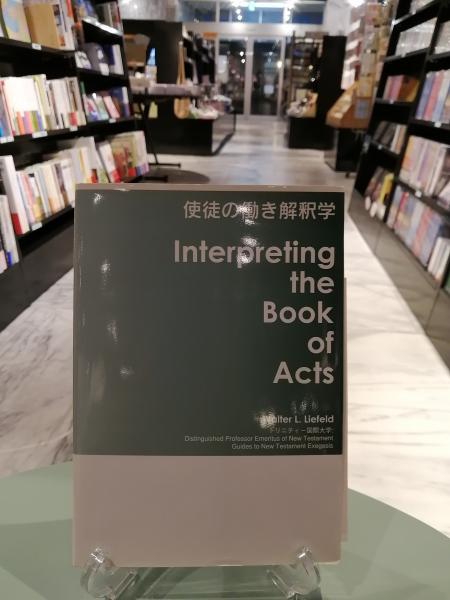 使徒の働き解釈学
Interpreting
the
Book
of
Acts
Walter L. Liefeld
トリニティー国際大学:
Distinguished Professor Emeritus of New Testament
Guides to New Testament Exegesis